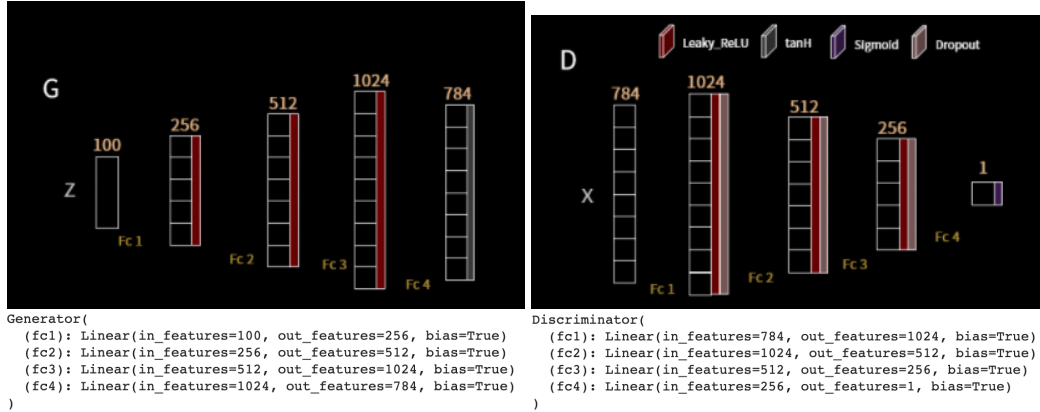 G
Z
100
256
512
1024
784
Fc 1
Fc 2
Fc 3
Fc 4
Generator(
(fc1): Linear(in_features=100, out_features=256, bias=True)
(fc2): Linear(in_features=256, out_features=512, bias=True)
(fc3): Linear(in_features=512, out_features=1024, bias=True)
(fc4): Linear(in_features=1024, out_features=784, bias=True)
)
Leaky_ReLU
tanH
Sigmoid
Dropout
D
X
784
1024
512
256
1
Fc 1
Fc 2
Fc 3
Fc 4
Discriminator(
(fc1): Linear(in_features=784, out_features=1024, bias=True)
(fc2): Linear(in_features=1024, out_features=512, bias=True)
(fc3): Linear(in_features=512, out_features=256, bias=True)
(fc4): Linear(in_features=256, out_features=1, bias=True)
)